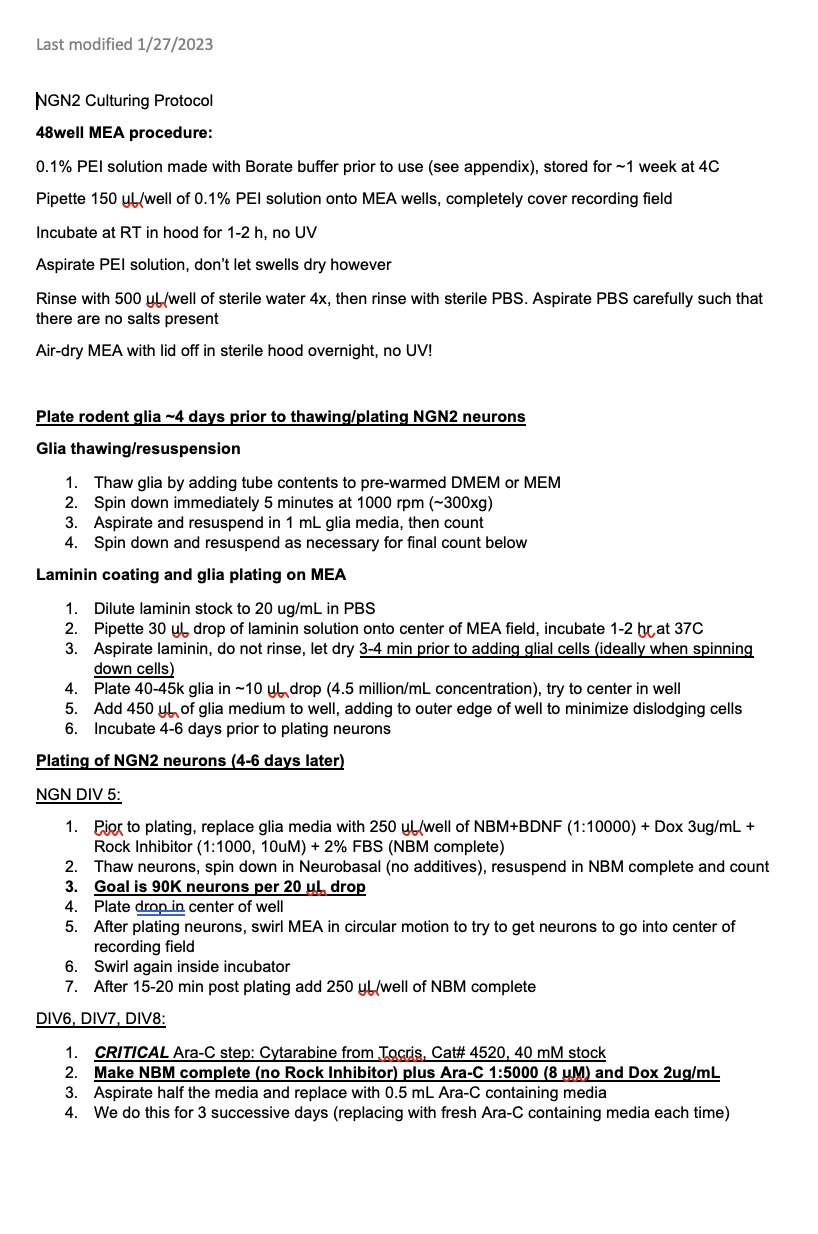 Last modified 1/27/2023
NGN2 Culturing Protocol
48well MEA procedure:
0.1% PEI solution made with Borate buffer prior to use (see appendix), stored for ~1 week at 4C
Pipette 150 µL/well of 0.1% PEI solution onto MEA wells, completely cover recording field
Incubate at RT in hood for 1-2 h, no UV
Aspirate PEI solution, don't let swells dry however
Rinse with 500 µL/well of sterile water 4x, then rinse with sterile PBS. Aspirate PBS carefully such that
there are no salts present
Air-dry MEA with lid off in sterile hood overnight, no UV!
Plate rodent glia ~4 days prior to thawing/plating NGN2 neurons
Glia thawing/resuspension
1. Thaw glia by adding tube contents to pre-warmed DMEM or MEM
2. Spin down immediately 5 minutes at 1000 rpm (~300xg)
3. Aspirate and resuspend in 1 mL glia media, then count
4. Spin down and resuspend as necessary for final count below
Laminin coating and glia plating on MEA
1. Dilute laminin stock to 20 ug/mL in PBS
2. Pipette 30 µL drop of laminin solution onto center of MEA field, incubate 1-2 hr at 37C
3. Aspirate laminin, do not rinse, let dry 3-4 min prior to adding glial cells (ideally when spinning
down cells)
4. Plate 40-45k glia in ~10 µL drop (4.5 million/mL concentration), try to center in well
5. Add 450 µL of glia medium to well, adding to outer edge of well to minimize dislodging cells
6. Incubate 4-6 days prior to plating neurons
Plating of NGN2 neurons (4-6 days later)
NGN DIV 5:
1. Pior to plating, replace glia media with 250 µL/well of NBM+BDNF (1:10000) + Dox 3ug/mL +
Rock Inhibitor (1:1000, 10uM) + 2% FBS (NBM complete)
2. Thaw neurons, spin down in Neurobasal (no additives), resuspend in NBM complete and count
3. Goal is 90K neurons per 20 µL drop
4. Plate drop in center of well
5. After plating neurons, swirl MEA in circular motion to try to get neurons to go into center of
recording field
6. Swirl again inside incubator
7. After 15-20 min post plating add 250 µL/well of NBM complete
DIV6, DIV7, DIV8:
1. CRITICAL Ara-C step: Cytarabine from Tocris, Cat# 4520, 40 mM stock
2. Make NBM complete (no Rock Inhibitor) plus Ara-C 1:5000 (8 µM) and Dox 2ug/mL
3. Aspirate half the media and replace with 0.5 mL Ara-C containing media
4. We do this for 3 successive days (replacing with fresh Ara-C containing media each time)